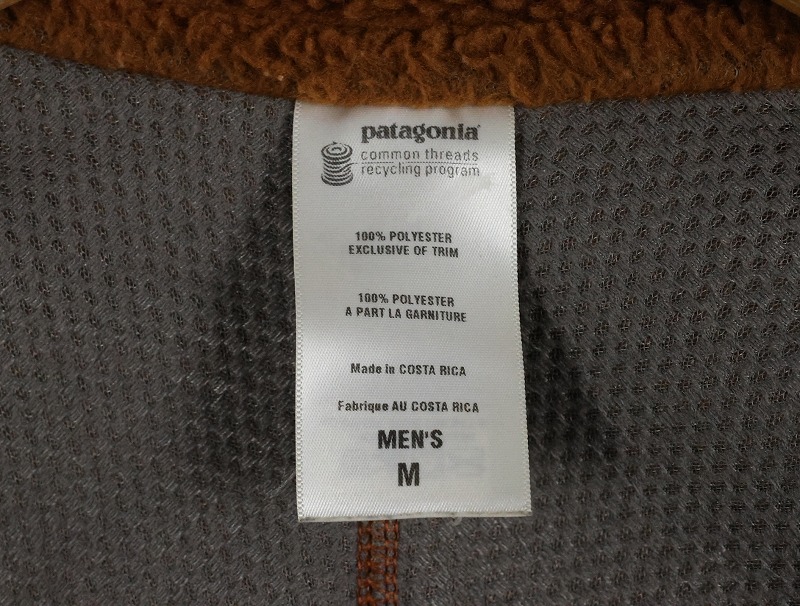 patagonia®
common threads
recycling program
100% POLYESTER
EXCLUSIVE OF TRIM
100% POLYESTER
A PART LA GARNITURE
Made in COSTA RICA
Fabrique AU COSTA RICA
MEN'S
M